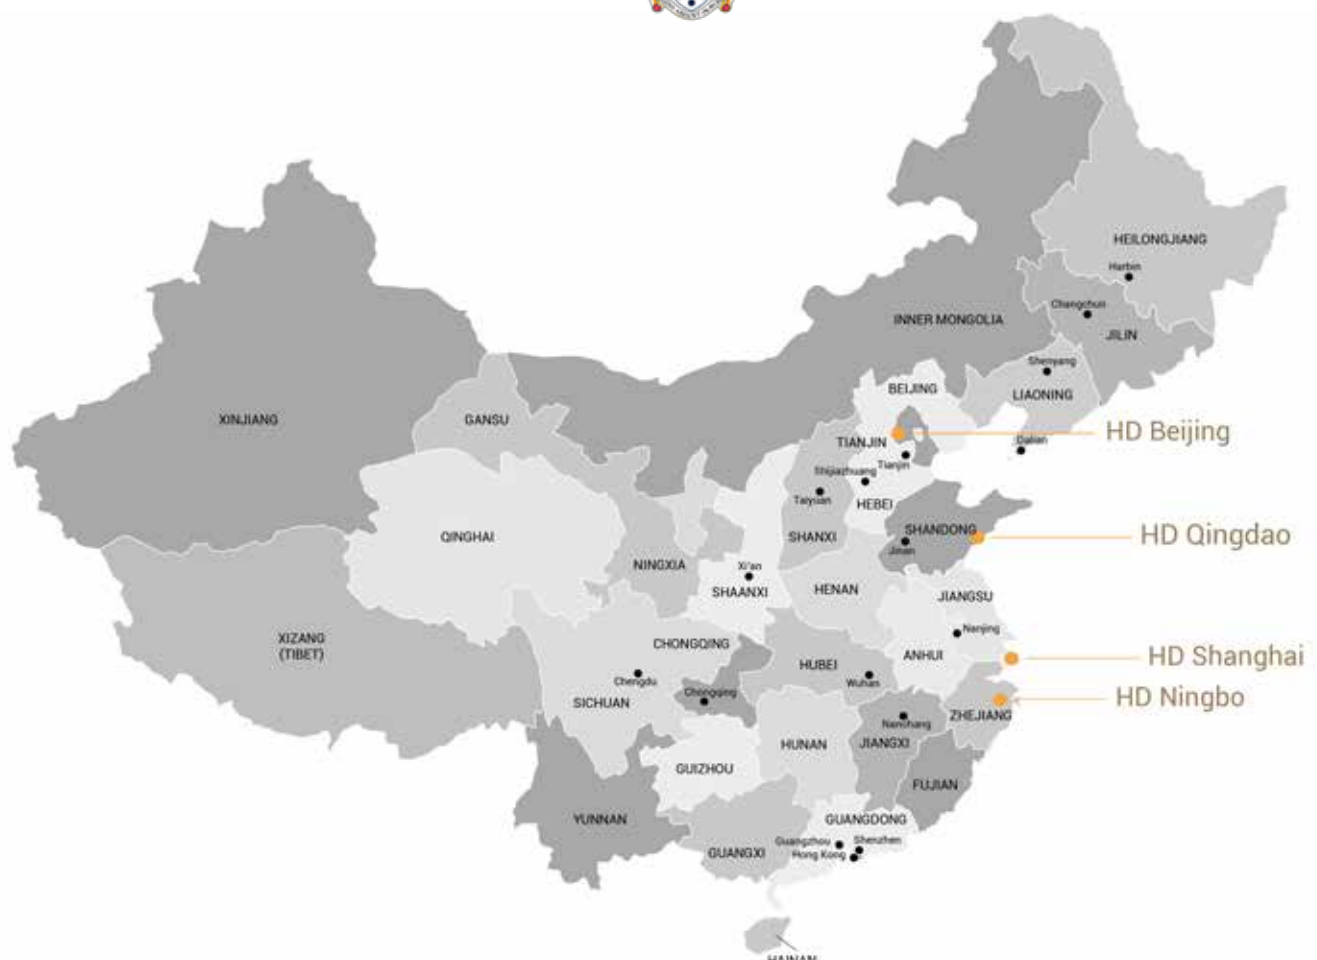 HEILONGJIANG
Harbin
Changchun
JILIN
INNER MONGOLIA
Shenyang
LIAONING
BEIJING
XINJIANG
GANSU
HD Beijing
TIANJIN
Dalian
Tianjin
Shijiazhuang
Taiyuan
HEBEI
SHANDONG
QINGHAI
SHANXI
HD Qingdao
Jinan
NINGXIA
Xi'an
SHAANXI
HENAN
JIANGSU
Nanjing
XIZANG
(TIBET)
CHONGQING
ANHUI
HD Shanghai
HUBEI
Wuhan
Chengdu
Chongqing
SICHUAN
HD Ningbo
ZHEJIANG
Nanchang
JIANGXI
HUNAN
GUIZHOU
FUJIAN
YUNNAN
GUANGDONG
Guangzhou
Shenzhen
Hong Kong
GUANGXI
HAINAN